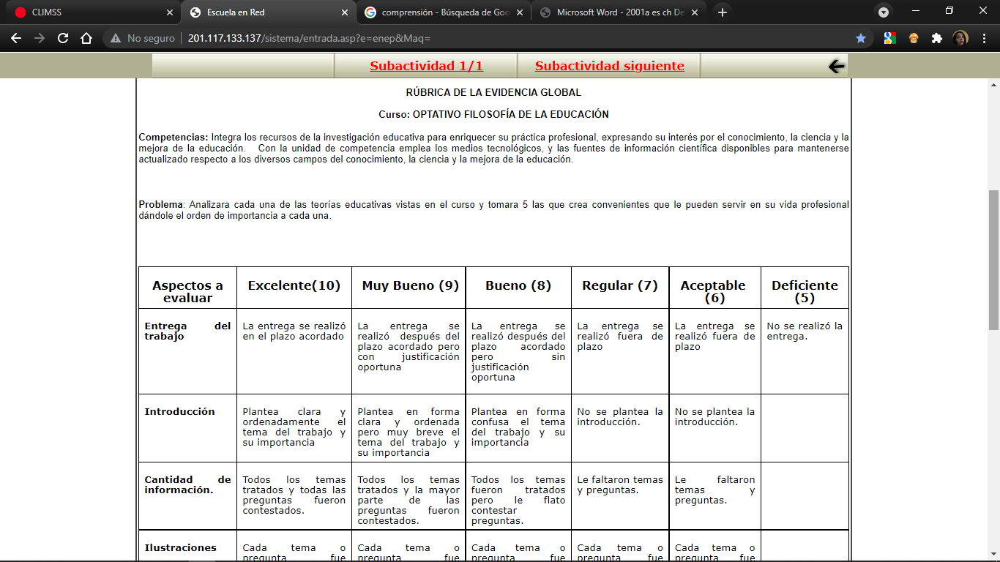 CLIMSS
Escuela en Red
comprensión - Búsqueda de Goo
Microsoft Word - 2001a es ch De
No seguro
201.117.133.137/sistema/entrada.asp?e=enep&Maq=
Subactividad 1/1
Subactividad siguiente
RÚBRICA DE LA EVIDENCIA GLOBAL
Curso: OPTATIVO FILOSOFÍA DE LA EDUCACIÓN
Competencias: Integra los recursos de la investigación educativa para enriquecer su práctica profesional, expresando su interés por el conocimiento, la ciencia y la
mejora de la educación. Con la unidad de competencia emplea los medios tecnológicos, y las fuentes de información científica disponibles para mantenerse
actualizado respecto a los diversos campos del conocimiento, la ciencia y la mejora de la educación.
Problema: Analizara cada una de las teorías educativas vistas en el curso y tomara 5 las que crea convenientes que le pueden servir en su vida profesional
dándole el orden de importancia a cada una.
Aspectos a
evaluar
Excelente(10)
Muy Bueno (9)
Bueno (8)
Regular (7)
Aceptable
(6)
Deficiente
(5)
Entrega del
trabajo
La entrega se realizó
en el plazo acordado
La entrega se
realizó después del
plazo acordado pero
con justificación
oportuna
La entrega se
realizó después del
plazo acordado
pero sin
justificación
oportuna
La entrega se
realizó fuera de
plazo
La entrega se
realizó fuera de
plazo
No se realizó la
entrega.
Introducción
Plantea clara y
ordenadamente el
tema del trabajo y
su importancia
Plantea en forma
clara y ordenada
pero muy breve el
tema del trabajo y
su importancia
Plantea en forma
confusa el tema
del trabajo y su
importancia
No se plantea la
introducción.
No se plantea la
introducción.
Cantidad de
información.
Todos los temas
tratados y todas las
preguntas fueron
contestados.
Todos los temas
tratados y la mayor
parte de las
preguntas fueron
contestados.
Todos los temas
fueron tratados
pero le flato
contestar
preguntas.
Le faltaron temas
y preguntas.
Le faltaron
temas y
preguntas.
Ilustraciones
Cada tema o
pregunta fue
Cada tema o
pregunta fue
Cada tema o
pregunta fue
Cada tema o
pregunta fue
Cada tema o
pregunta fue